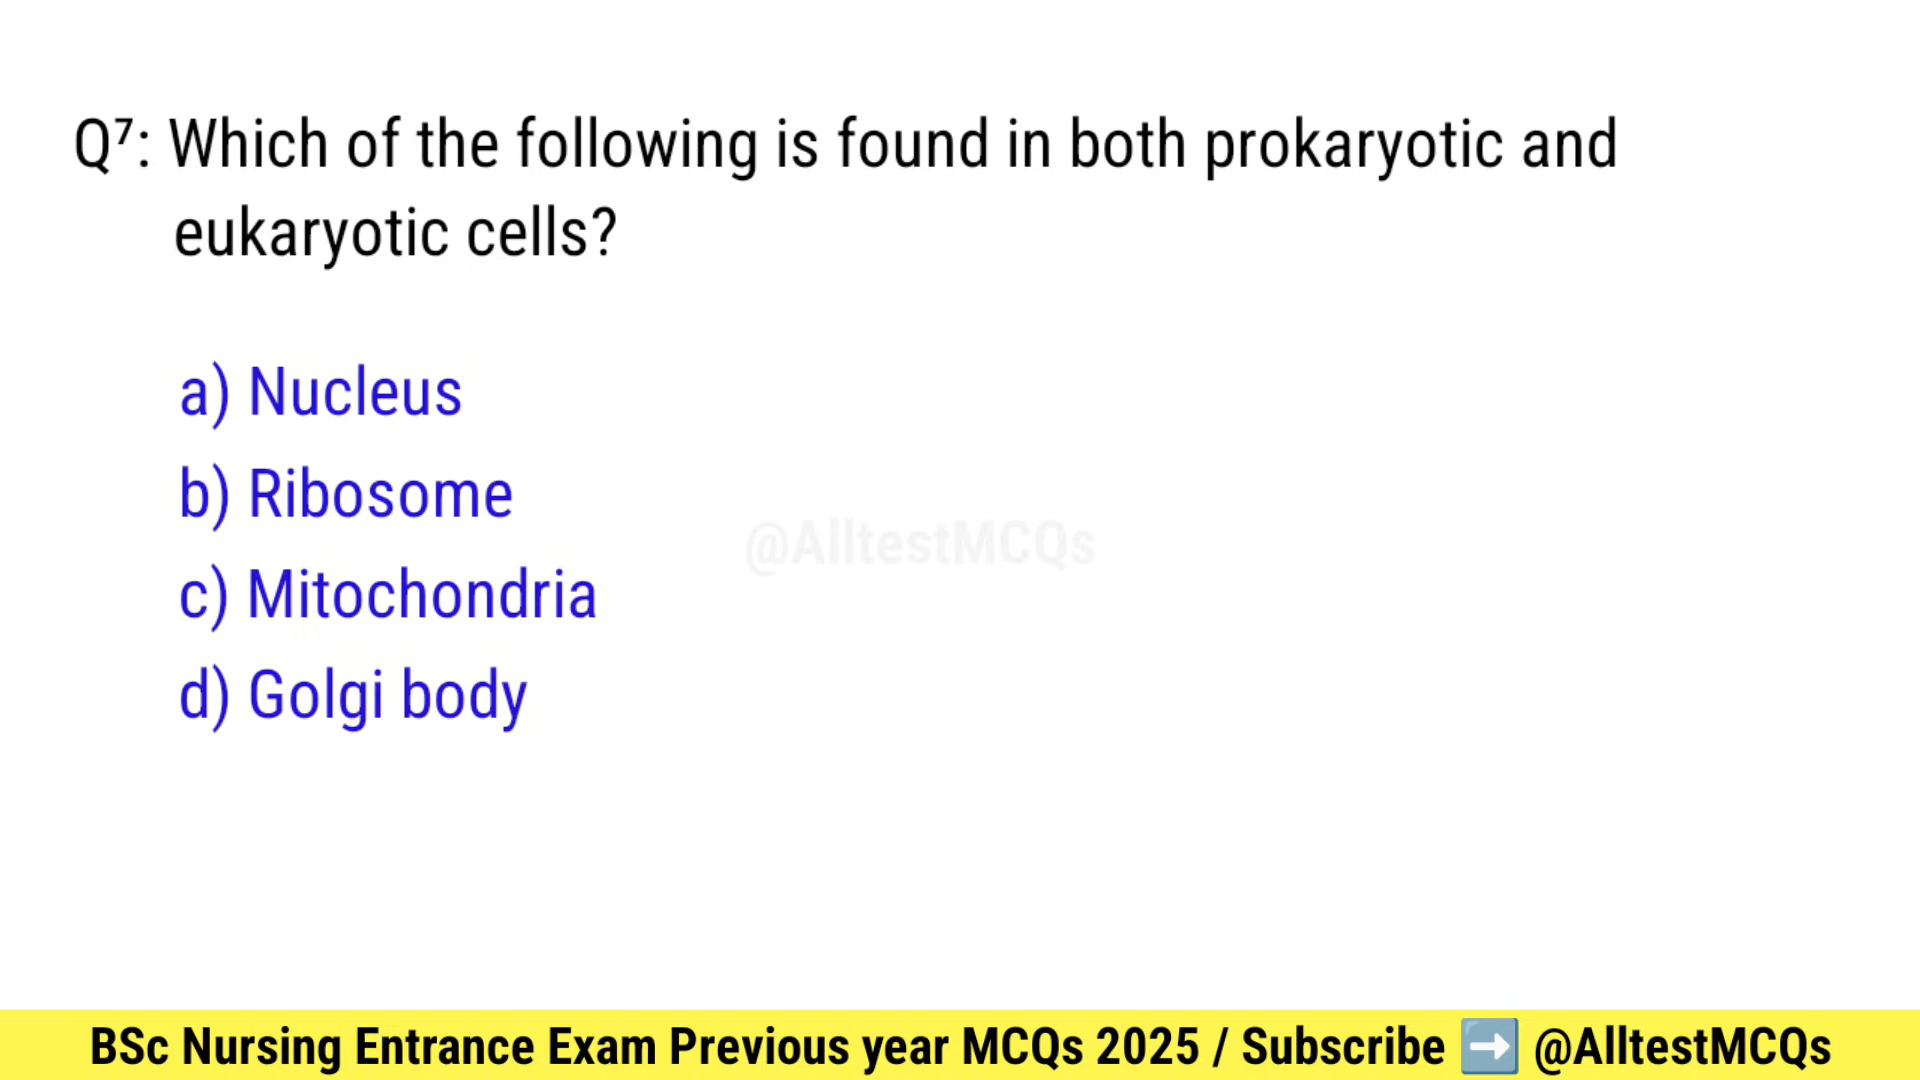 Q⁷: Which of the following is found in both prokaryotic and
eukaryotic cells?
a) Nucleus
b) Ribosome
@AlltestMCQs
c) Mitochondria
d) Golgi body
BSc Nursing Entrance Exam Previous year MCQs 2025 / Subscribe ➡️ @AlltestMCQs